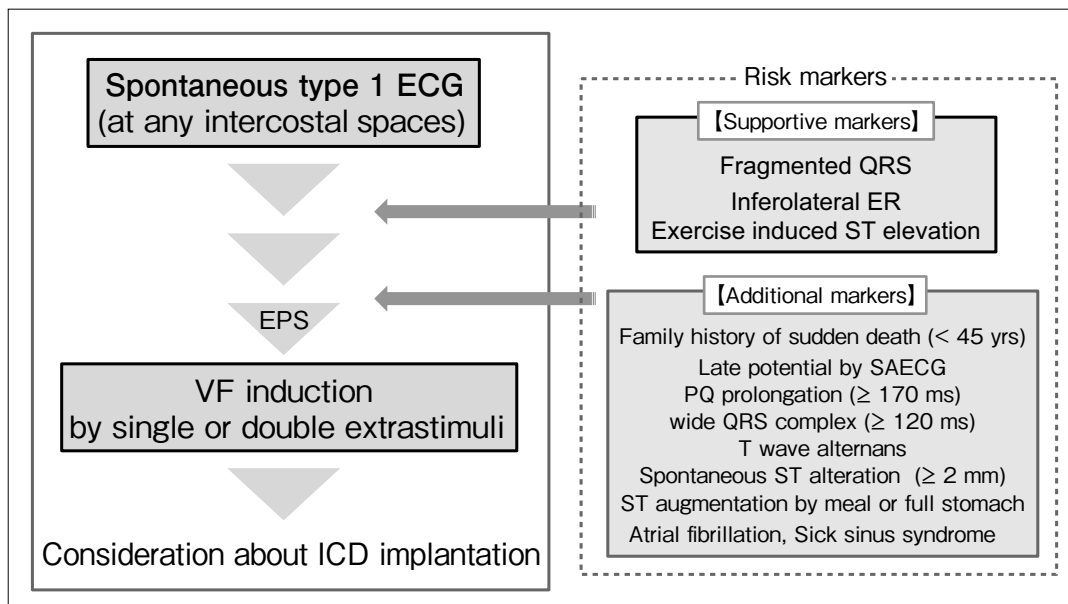 Spontaneous type 1 ECG
(at any intercostal spaces)
EPS
VF induction
by single or double extrastimuli
Consideration about ICD implantation
Risk markers
【Supportive markers】
Fragmented QRS
Inferolateral ER
Exercise induced ST elevation
【Additional markers】
Family history of sudden death (< 45 yrs)
Late potential by SAECG
PQ prolongation (≥ 170 ms)
wide QRS complex (≥ 120 ms)
T wave alternans
Spontaneous ST alteration (≥ 2 mm)
ST augmentation by meal or full stomach
Atrial fibrillation, Sick sinus syndrome